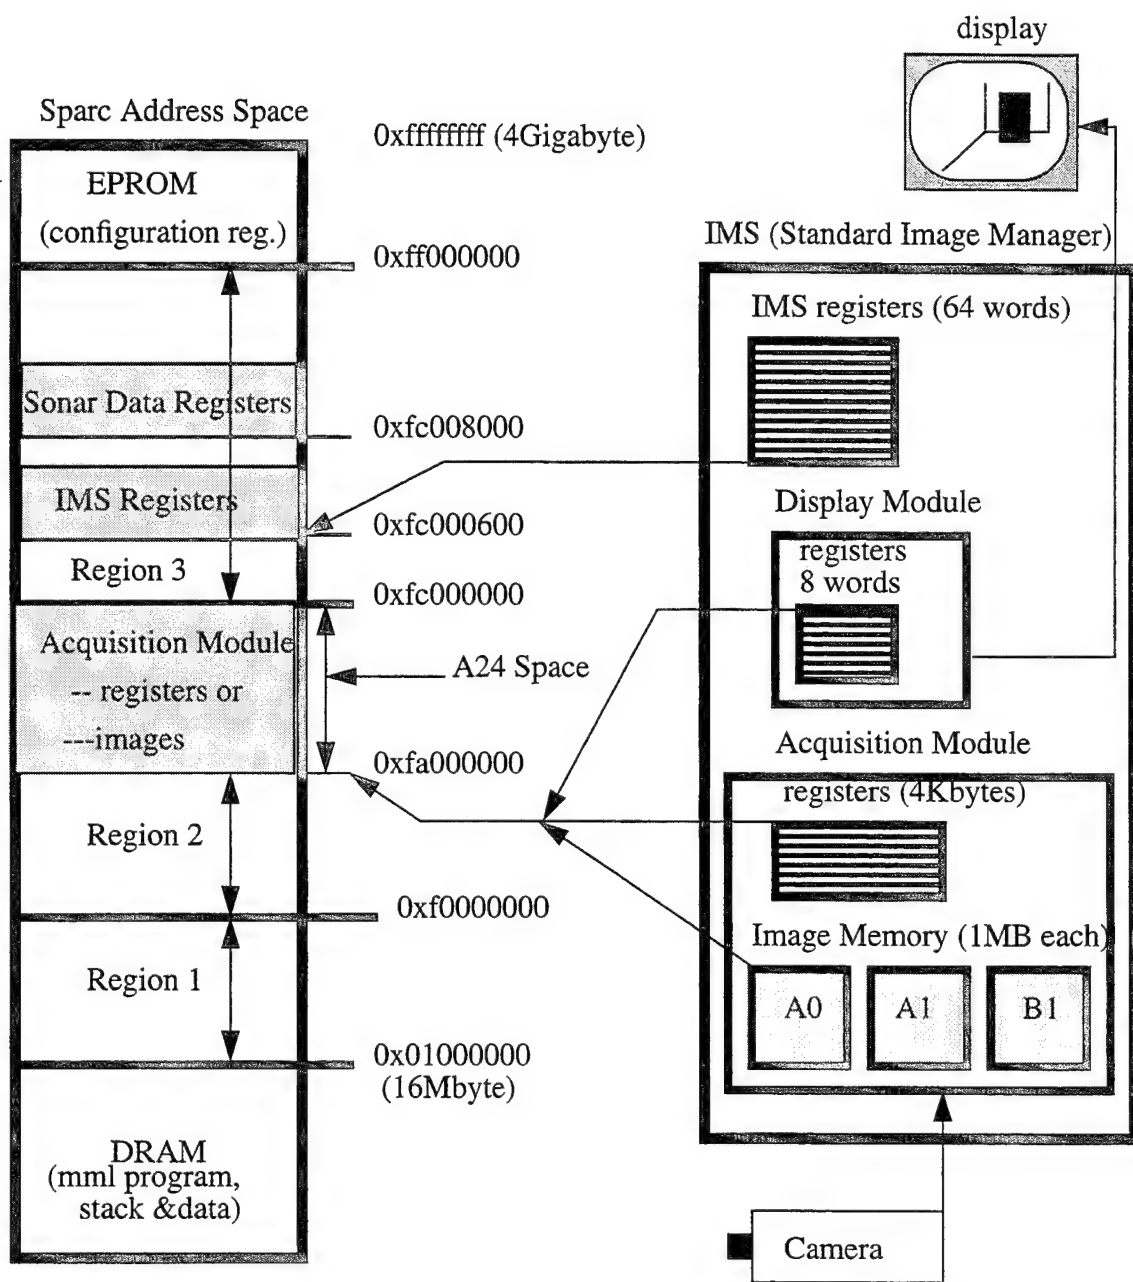 display
Sparc Address Space
0xffffffff (4Gigabyte)
EPROM
(configuration reg.)
0xff000000
IMS (Standard Image Manager)
IMS registers (64 words)
Sonar Data Registers
0xfc008000
IMS Registers
0xfc000600
Display Module
registers
8 words
Region 3
0xfc000000
Acquisition Module
-- registers or
---images
A24 Space
0xfa000000
Acquisition Module
registers (4Kbytes)
Region 2
0xf0000000
Image Memory (1MB each)
A0
A1
B1
Region 1
0x01000000
(16Mbyte)
DRAM
(mml program,
stack &data)
Camera